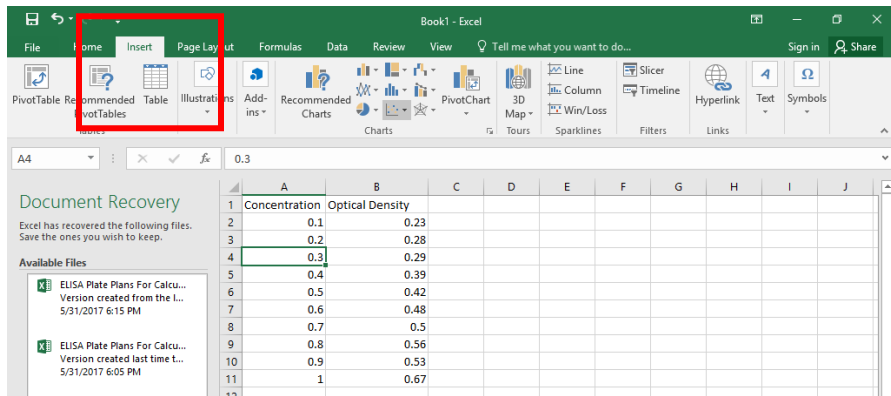 Book1 - Excel
File Home Insert Page Layout Formulas Data Review View Tell me what you want to do... Sign in Share
PivotTable Recommended PivotTables Table Illustrations Add-ins Recommended Charts PivotChart 3D Map Line Column Win/Loss Slicer Timeline Hyperlink Text Symbols
Tables Charts Tours Sparklines Filters Links
A4 fx 0.3
Document Recovery
Excel has recovered the following files.
Save the ones you wish to keep.
Available Files
ELISA Plate Plans For Calcu...
Version created from the l...
5/31/2017 6:15 PM
ELISA Plate Plans For Calcu...
Version created last time t...
5/31/2017 6:05 PM
A B C D E F G H I J
1 Concentration Optical Density
2 0.1 0.23
3 0.2 0.28
4 0.3 0.29
5 0.4 0.39
6 0.5 0.42
7 0.6 0.48
8 0.7 0.5
9 0.8 0.56
10 0.9 0.53
11 1 0.67
12